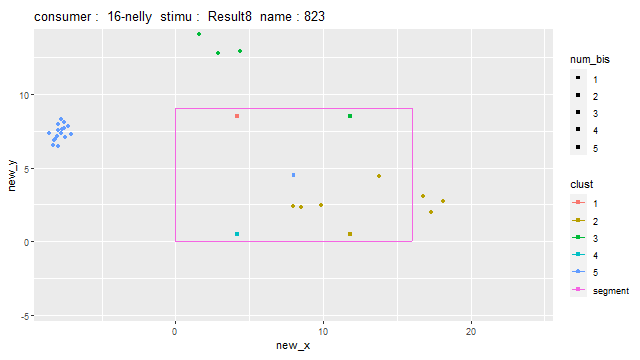 consumer :  16-nelly  stimu :  Result8  name : 823
new_y
10
5
0
-5
0
10
20
new_x
num_bis
1
2
3
4
5
clust
1
2
3
4
5
segment